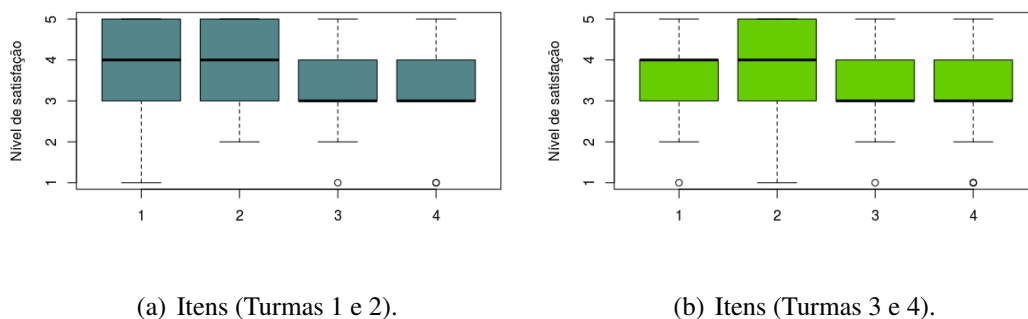 Nível de satisfação
5
4
3
2
1
1 2 3 4
(a) Itens (Turmas 1 e 2).
Nível de satisfação
5
4
3
2
1
1 2 3 4
(b) Itens (Turmas 3 e 4).